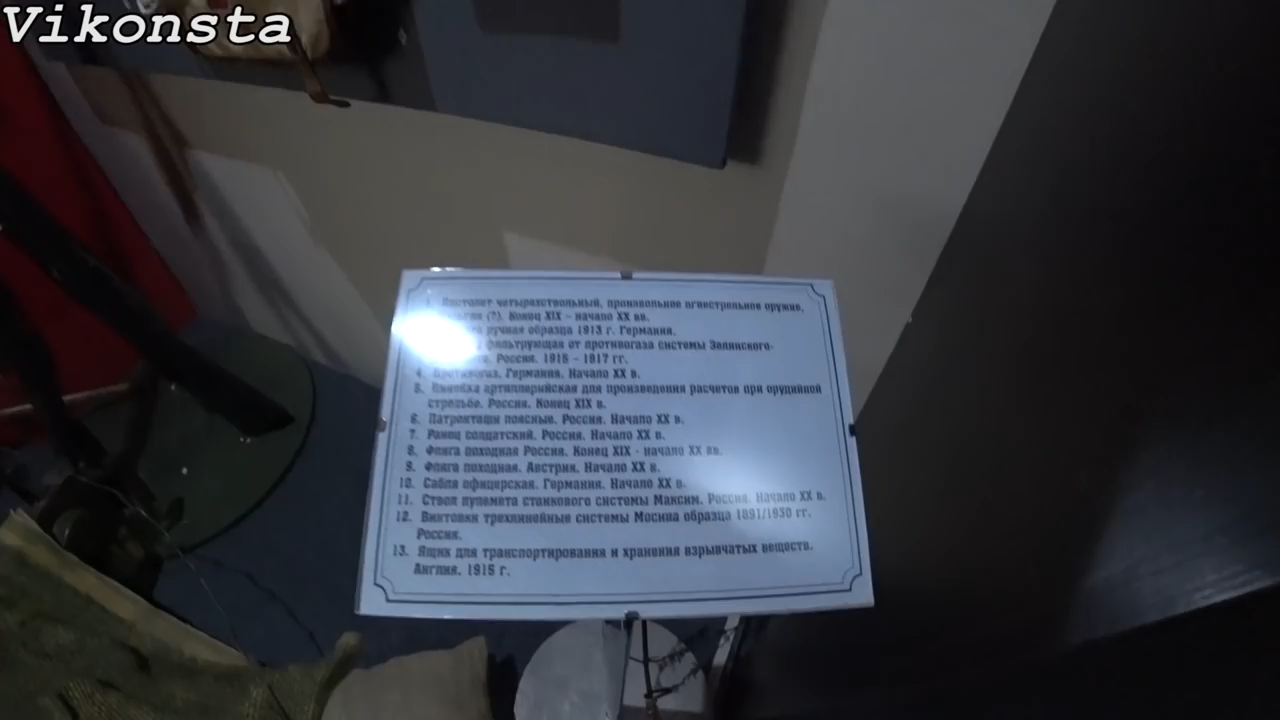 Vikonsta
1. Пистолет четырехствольный, произвольное огнестрельное оружие,
(?). Конец XIX - начало XX вв.
ручная образца 1913 г. Германия.
фильтрующая от противогаза системы Зелинского-
Россия. 1915 - 1917 гг.
4. Противогаз. Германия. Начало XX в.
5. Линейка артиллерийская для произведения расчетов при орудийной
стрельбе. Россия. Конец XIX в.
6. Патронташи поясные. Россия. Начало XX в.
7. Ранец солдатский. Россия. Начало XX в.
8. Фляга походная Россия. Конец XIX - начало XX вв.
9. Фляга походная. Австрия. Начало XX в.
10. Сабля офицерская. Германия. Начало XX в.
11. Ствол пулемета станкового системы Максим. Россия. Начало XX в.
12. Винтовки трехлинейные системы Мосина образца 1891/1930 гг.
Россия.
13. Ящик для транспортирования и хранения взрывчатых веществ.
Англия. 1915 г.